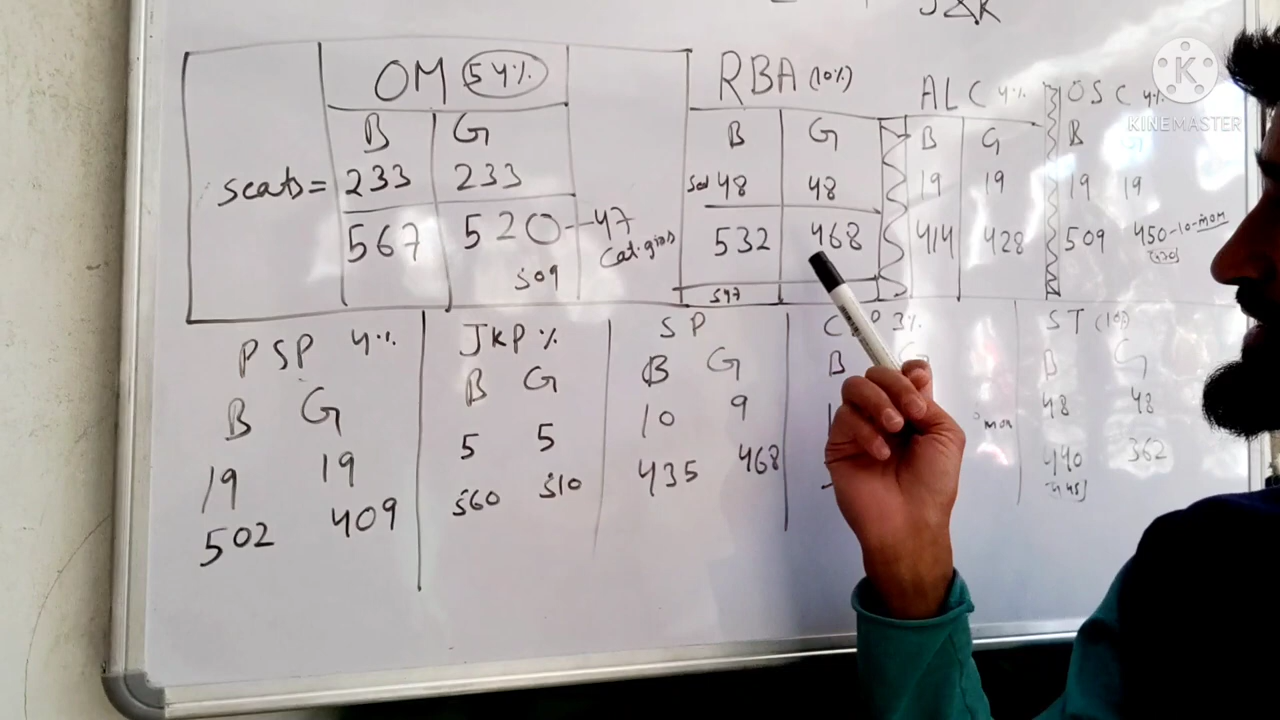 J&K
OM 54%
B G
seats = 233 233
567 520 - 47
509
RBA (10%)
B G
48 48
532 468
547
ALC 4%
B G
19 19
414 428
OSC 4%
B
19 19
509 450-10-mom
KINEMASTER
PSP 4%
B G
19 19
502 409
JKP %
B G
5 5
560 510
SP
B G
10 9
435 468
P 3%
B G
mom
ST (10%)
B G
48 48
440 362